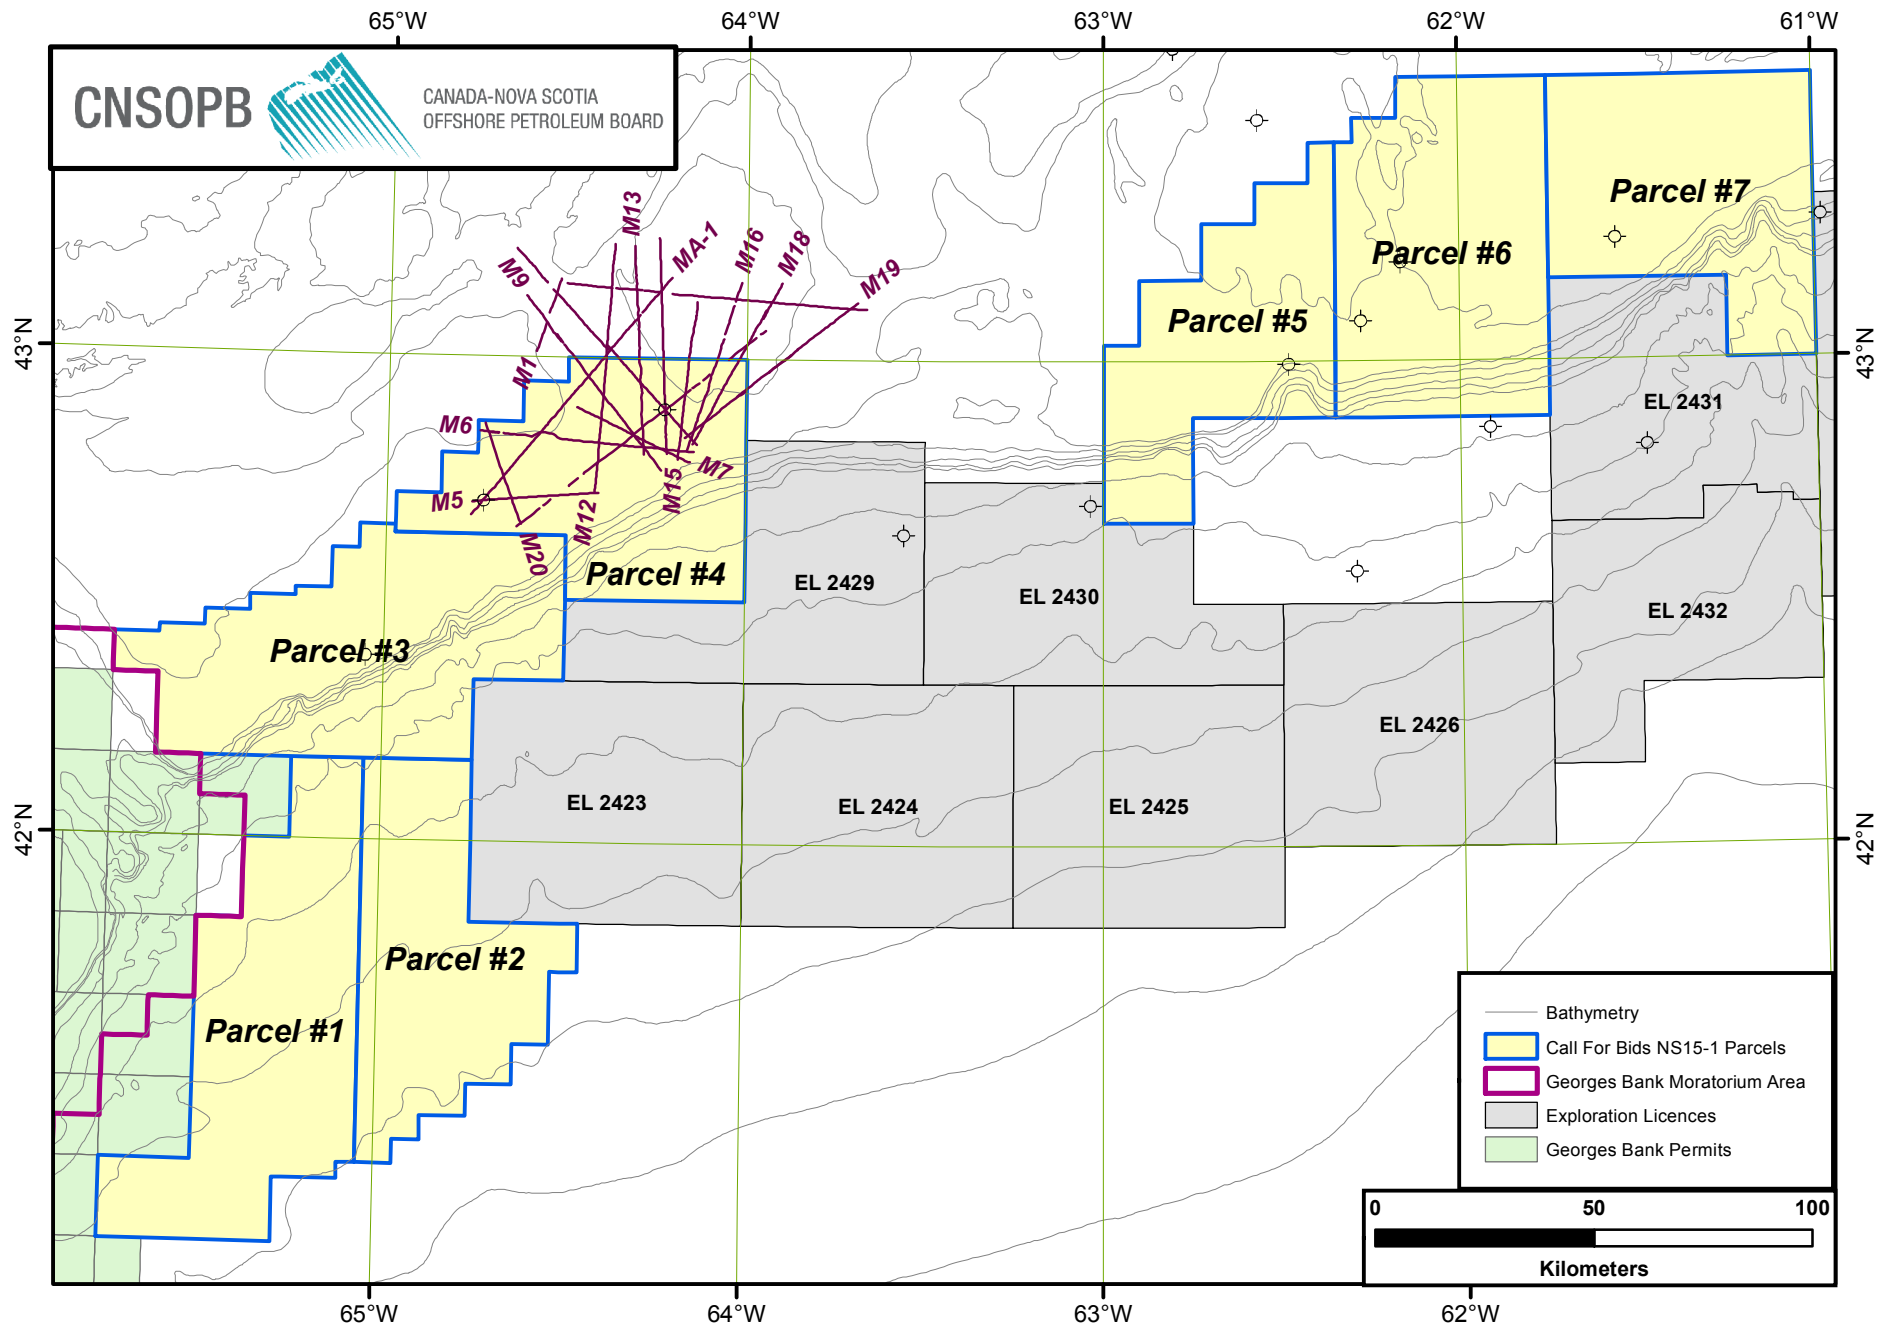 65°W
64°W
63°W
62°W
61°W
CNSOPB
CANADA-NOVA SCOTIA
OFFSHORE PETROLEUM BOARD
M13
MA-1
M16
M18
M19
M9
M1
M6
M5
M7
M15
M12
M20
Parcel #7
Parcel #6
Parcel #5
Parcel #4
Parcel #3
Parcel #2
Parcel #1
43°N
43°N
EL 2431
EL 2429
EL 2430
EL 2432
EL 2426
EL 2423
EL 2424
EL 2425
42°N
42°N
Bathymetry
Call For Bids NS15-1 Parcels
Georges Bank Moratorium Area
Exploration Licences
Georges Bank Permits
0 50 100
Kilometers
65°W
64°W
63°W
62°W